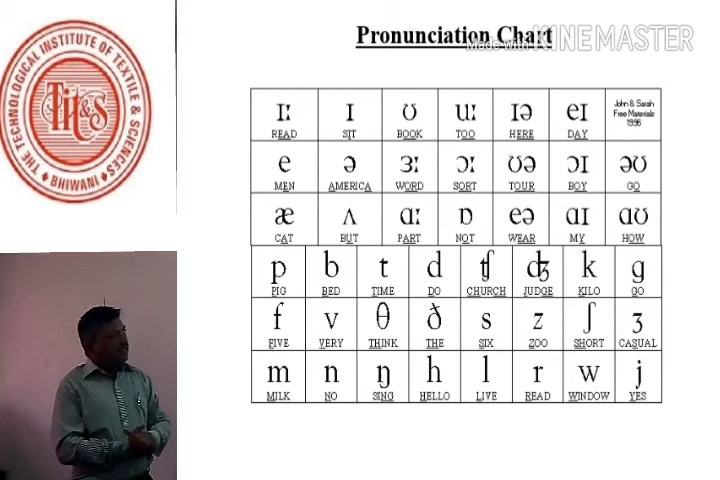 THE TECHNOLOGICAL INSTITUTE OF TEXTILE & SCIENCES
TIT&S
◆ BHIWANI ◆
Pronunciation Chart
Made with KINEMASTER
ɪː ɪ ʊ uː ɪə eɪ John & Sarah
Free Materials
1996
READ SIT BOOK TOO HERE DAY
e ə ɜː ɔː ʊə ɔɪ əʊ
MEN AMERICA WORD SORT TOUR BOY GO
æ ʌ ɑː ɒ eə ɑɪ ɑʊ
CAT BUT PART NOT WEAR MY HOW
p b t d ʧ ʤ k g
PIG BED TIME DO CHURCH JUDGE KILO GO
f v θ ð s z ʃ ʒ
FIVE VERY THINK THE SIX ZOO SHORT CASUAL
m n ŋ h l r w j
MILK NO SING HELLO LIVE READ WINDOW YES